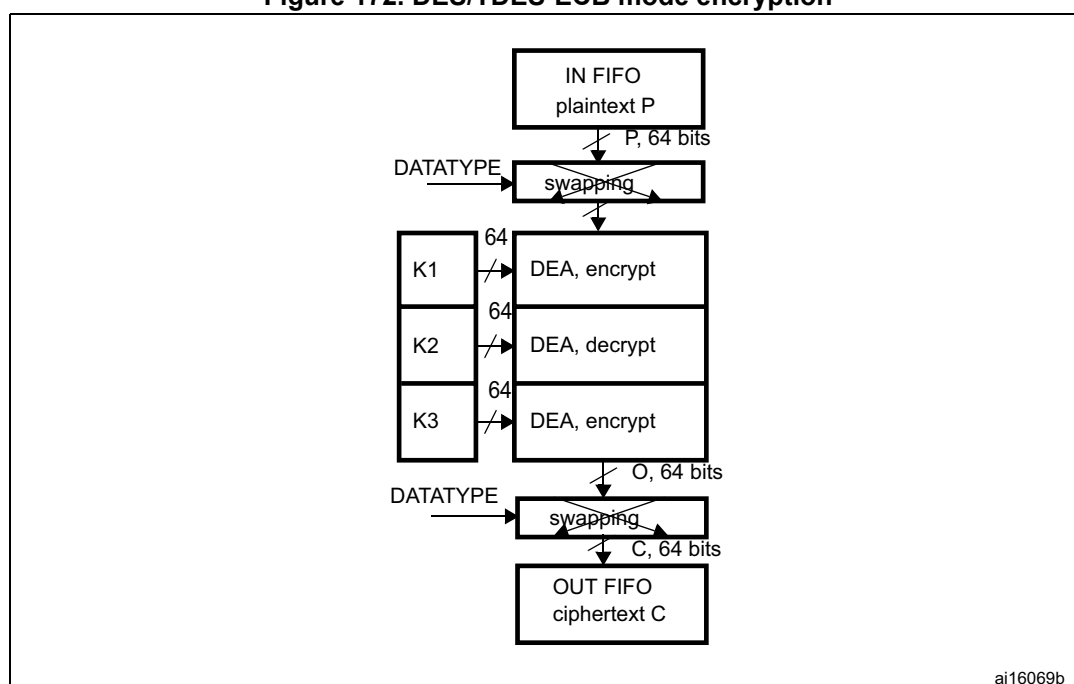 Figure 172. DES/TDES-ECB mode encryption
IN FIFO
plaintext P
P, 64 bits
DATATYPE
swapping
64
K1
DEA, encrypt
64
K2
DEA, decrypt
64
K3
DEA, encrypt
O, 64 bits
DATATYPE
swapping
C, 64 bits
OUT FIFO
ciphertext C
ai16069b